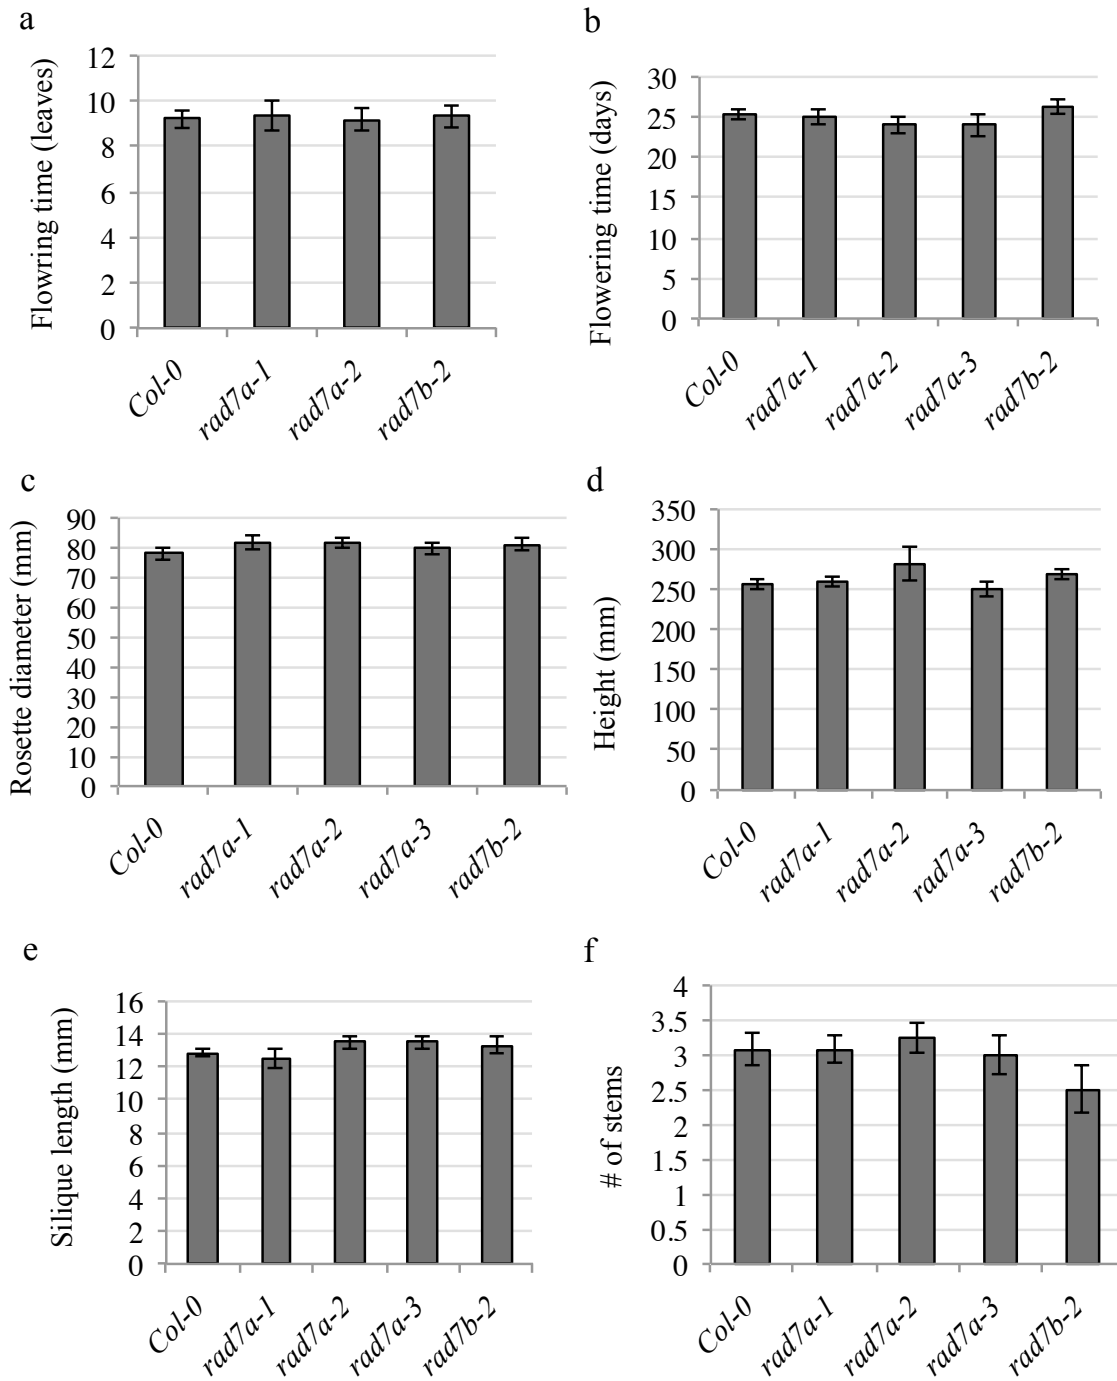 a
Flowring time (leaves)
12
10
8
6
4
2
0
Col-0
rad7a-1
rad7a-2
rad7b-2
b
Flowering time (days)
30
25
20
15
10
5
0
Col-0
rad7a-1
rad7a-2
rad7a-3
rad7b-2
c
Rosette diameter (mm)
90
80
70
60
50
40
30
20
10
0
Col-0
rad7a-1
rad7a-2
rad7a-3
rad7b-2
d
Height (mm)
350
300
250
200
150
100
50
0
Col-0
rad7a-1
rad7a-2
rad7a-3
rad7b-2
e
Silique length (mm)
16
14
12
10
8
6
4
2
0
Col-0
rad7a-1
rad7a-2
rad7a-3
rad7b-2
f
# of stems
4
3.5
3
2.5
2
1.5
1
0.5
0
Col-0
rad7a-1
rad7a-2
rad7a-3
rad7b-2